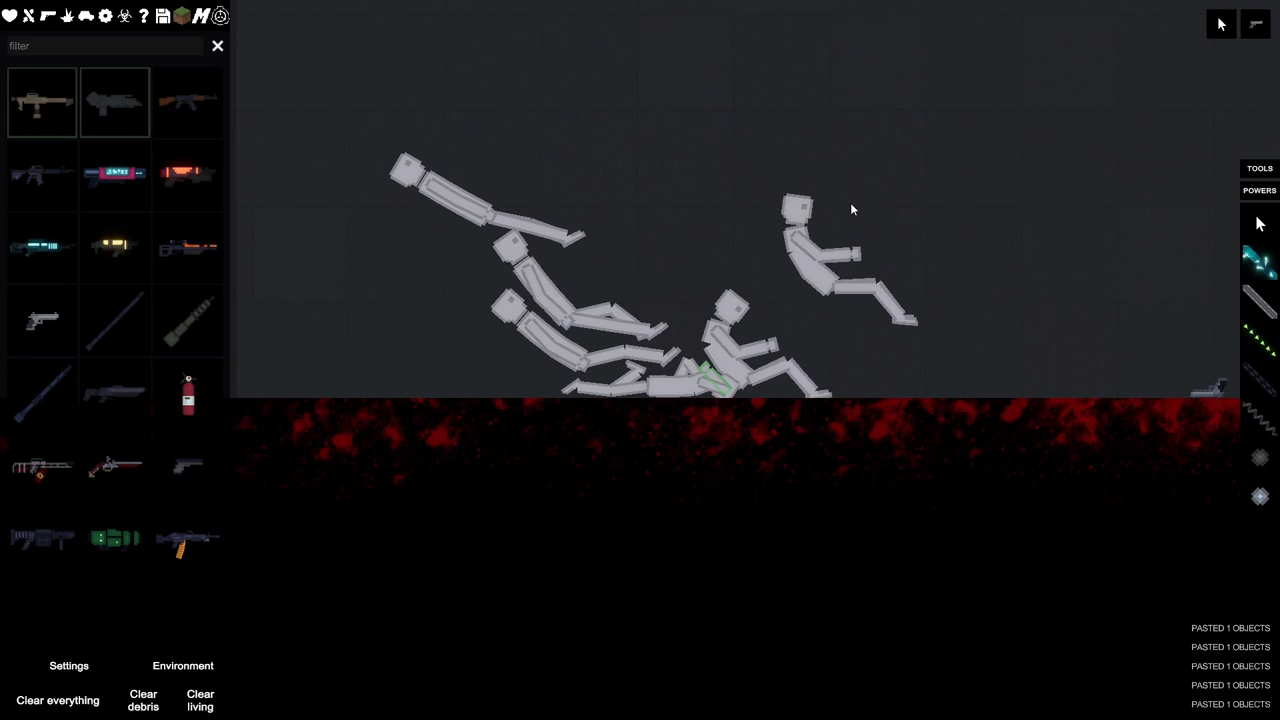 filter
TOOLS
POWERS
PASTED 1 OBJECTS
PASTED 1 OBJECTS
PASTED 1 OBJECTS
PASTED 1 OBJECTS
PASTED 1 OBJECTS
Settings
Environment
Clear everything
Clear
debris
Clear
living